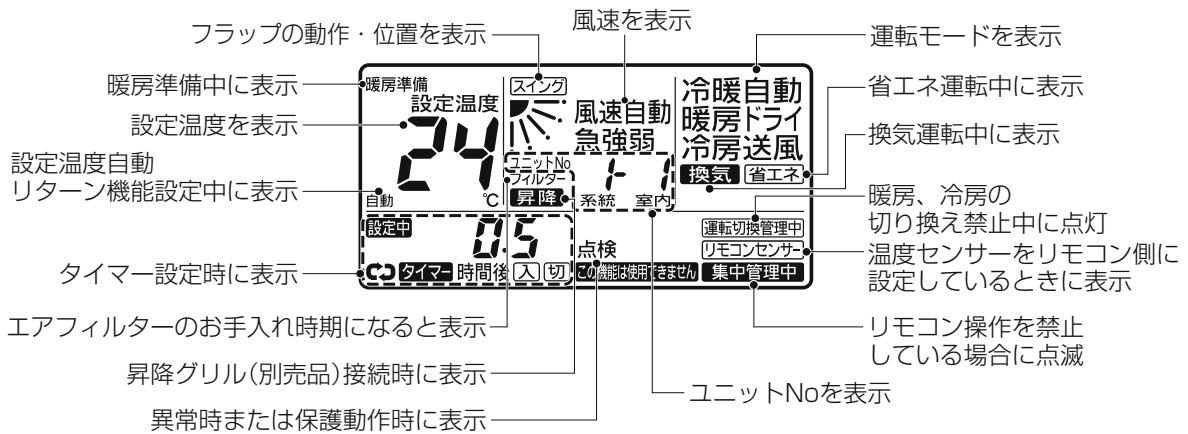 フラップの動作・位置を表示
風速を表示
運転モードを表示
暖房準備中に表示
設定温度を表示
設定温度自動
リターン機能設定中に表示
タイマー設定時に表示
エアフィルターのお手入れ時期になると表示
昇降グリル(別売品)接続時に表示
異常時または保護動作時に表示
暖房準備
設定温度
24
自動
℃
スイング
風速自動
急強弱
ユニットNo
フィルター
昇降
1-1
系統 室内
冷暖自動
暖房ドライ
冷房送風
換気 省エネ
設定中
0.5
タイマー 時間後 入 切
点検
この機能は使用できません
運転切換管理中
リモコンセンサー
集中管理中
省エネ運転中に表示
換気運転中に表示
暖房、冷房の
切り換え禁止中に点灯
温度センサーをリモコン側に
設定しているときに表示
リモコン操作を禁止
している場合に点滅
ユニットNoを表示